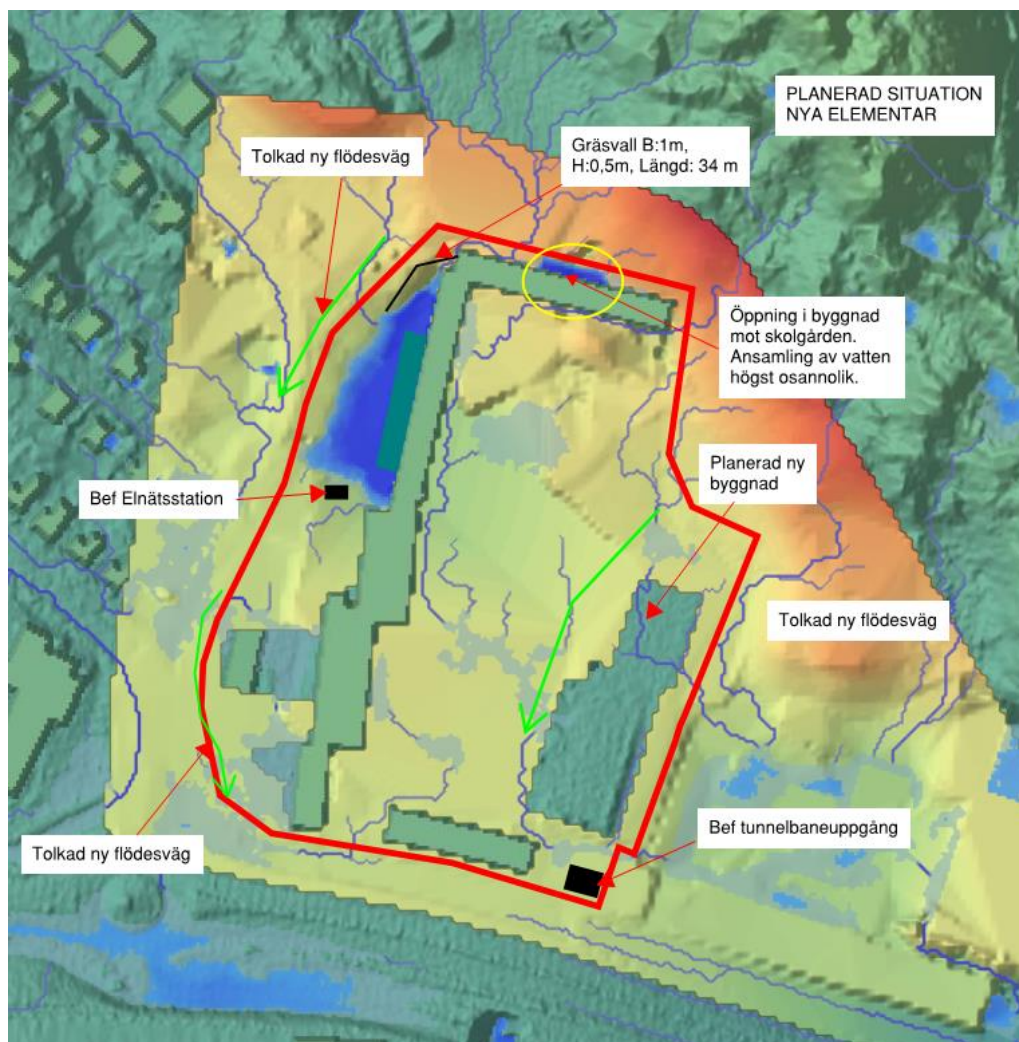 PLANERAD SITUATION
NYA ELEMENTAR
Tolkad ny flödesväg
Gräsvall B:1m,
H:0,5m, Längd: 34 m
Öppning i byggnad
mot skolgården.
Ansamling av vatten
högst osannolik.
Bef Elnätsstation
Planerad ny
byggnad
Tolkad ny flödesväg
Bef tunnelbaneuppgång
Tolkad ny flödesväg